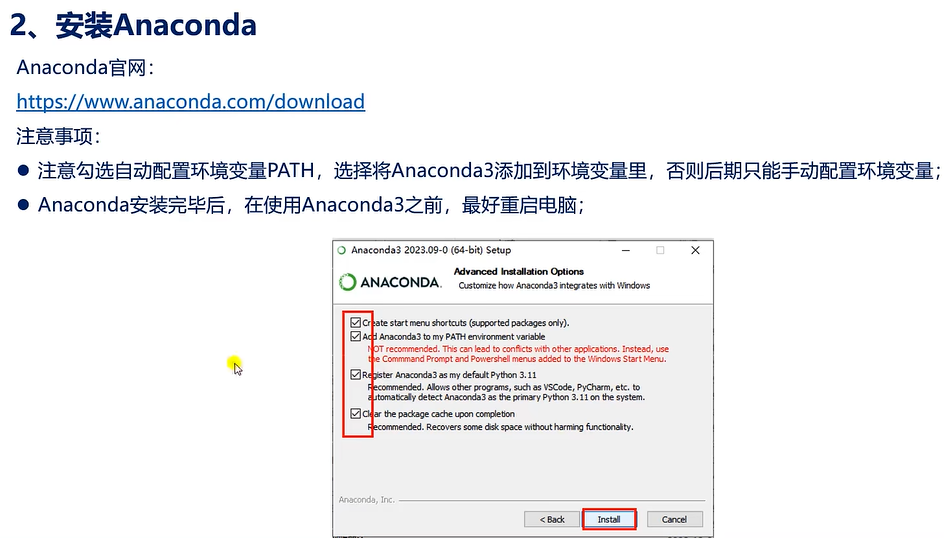 2、安装Anaconda
Anaconda官网：
https://www.anaconda.com/download
注意事项：
● 注意勾选自动配置环境变量PATH，选择将Anaconda3添加到环境变量里，否则后期只能手动配置环境变量；
● Anaconda安装完毕后，在使用Anaconda3之前，最好重启电脑；
Anaconda3 2023.09-0 (64-bit) Setup
ANACONDA.
Advanced Installation Options
Customize how Anaconda3 integrates with Windows
Create start menu shortcuts (supported packages only).
Add Anaconda3 to my PATH environment variable
NOT recommended. This can lead to conflicts with other applications. Instead, use
the Commmand Prompt and Powershell menus added to the Windows Start Menu.
Register Anaconda3 as my default Python 3.11
Recommended. Allows other programs, such as VSCode, PyCharm, etc. to
automatically detect Anaconda3 as the primary Python 3.11 on the system.
Clear the package cache upon completion
Recommended. Recovers some disk space without harming functionality.
Anaconda, Inc.
< Back
Install
Cancel